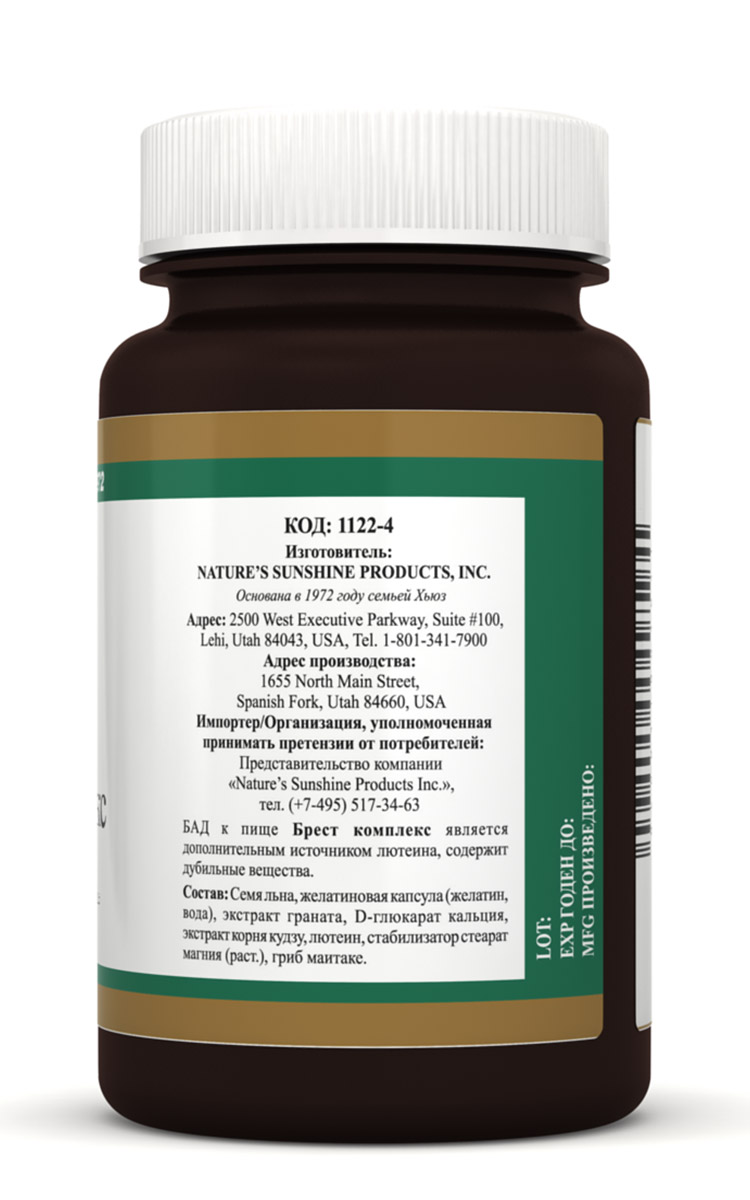 КОД: 1122-4
Изготовитель:
NATURE'S SUNSHINE PRODUCTS, INC.
Основана в 1972 году семьей Хьюз
Адрес: 2500 West Executive Parkway, Suite #100,
Lehi, Utah 84043, USA, Tel. 1-801-341-7900
Адрес производства:
1655 North Main Street,
Spanish Fork, Utah 84660, USA
Импортер/Организация, уполномоченная
принимать претензии от потребителей:
Представительство компании
«Nature's Sunshine Products Inc.»,
тел. (+7-495) 517-34-63
БАД к пище Брест комплекс является
дополнительным источником лютеина, содержит
дубильные вещества.
Состав: Семя льна, желатиновая капсула (желатин,
вода), экстракт граната, D-глюкарат кальция,
экстракт корня кудзу, лютеин, стабилизатор стеарат
магния (раст.), гриб маитаке.
LOT:
EXP ГОДЕН ДО:
MFG ПРОИЗВЕДЕНО: